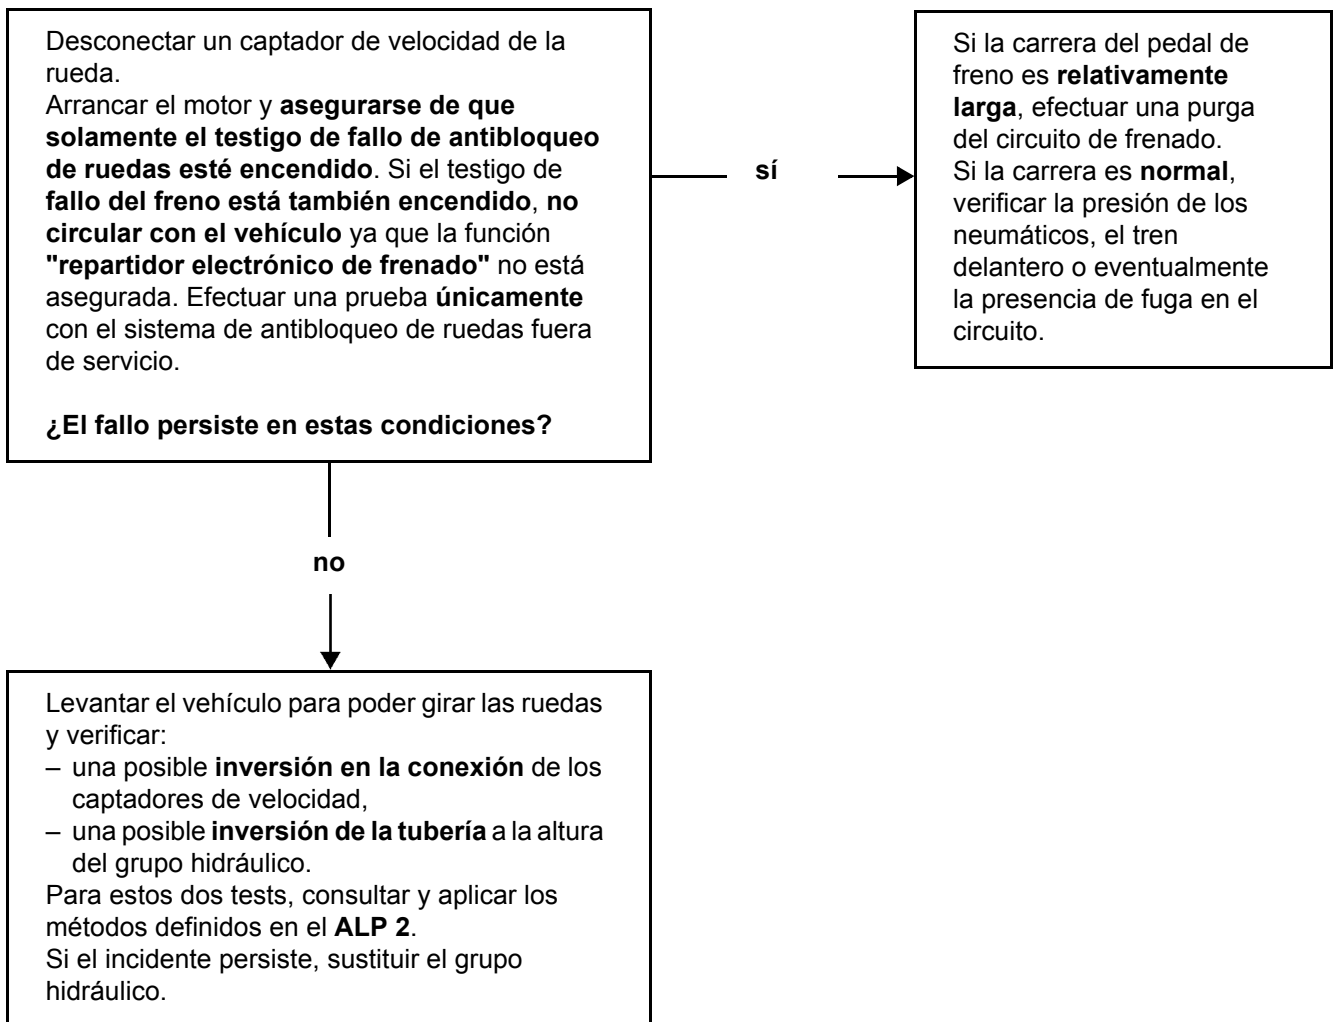 Desconectar un captador de velocidad de la
rueda.
Arrancar el motor y asegurarse de que
solamente el testigo de fallo de antibloqueo
de ruedas esté encendido. Si el testigo de
fallo del freno está también encendido, no
circular con el vehículo ya que la función
"repartidor electrónico de frenado" no está
asegurada. Efectuar una prueba únicamente
con el sistema de antibloqueo de ruedas fuera
de servicio.
¿El fallo persiste en estas condiciones?
sí
Si la carrera del pedal de
freno es relativamente
larga, efectuar una purga
del circuito de frenado.
Si la carrera es normal,
verificar la presión de los
neumáticos, el tren
delantero o eventualmente
la presencia de fuga en el
circuito.
no
Levantar el vehículo para poder girar las ruedas
y verificar:
– una posible inversión en la conexión de los
captadores de velocidad,
– una posible inversión de la tubería a la altura
del grupo hidráulico.
Para estos dos tests, consultar y aplicar los
métodos definidos en el ALP 2.
Si el incidente persiste, sustituir el grupo
hidráulico.